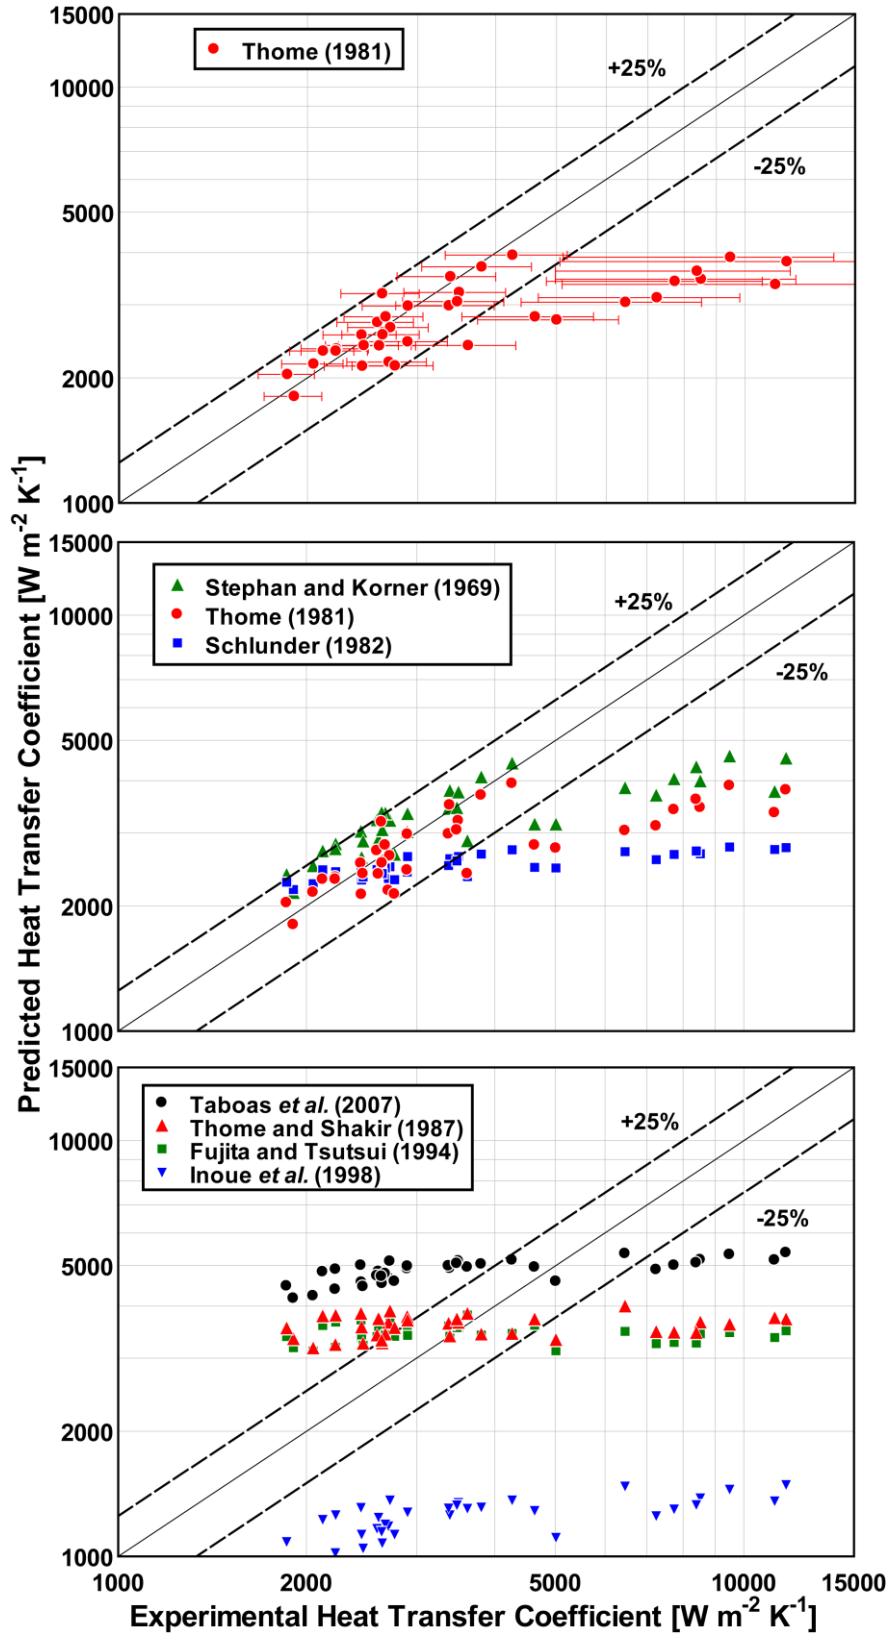 15000
Thome (1981)
+25%
10000
-25%
5000
2000
1000
15000
Stephan and Korner (1969)
Thome (1981)
Schlunder (1982)
+25%
10000
-25%
5000
2000
1000
15000
Taboas et al. (2007)
Thome and Shakir (1987)
Fujita and Tsutsui (1994)
Inoue et al. (1998)
+25%
10000
-25%
5000
2000
1000
Predicted Heat Transfer Coefficient [W m-2 K-1]
1000 2000 5000 10000 15000
Experimental Heat Transfer Coefficient [W m-2 K-1]